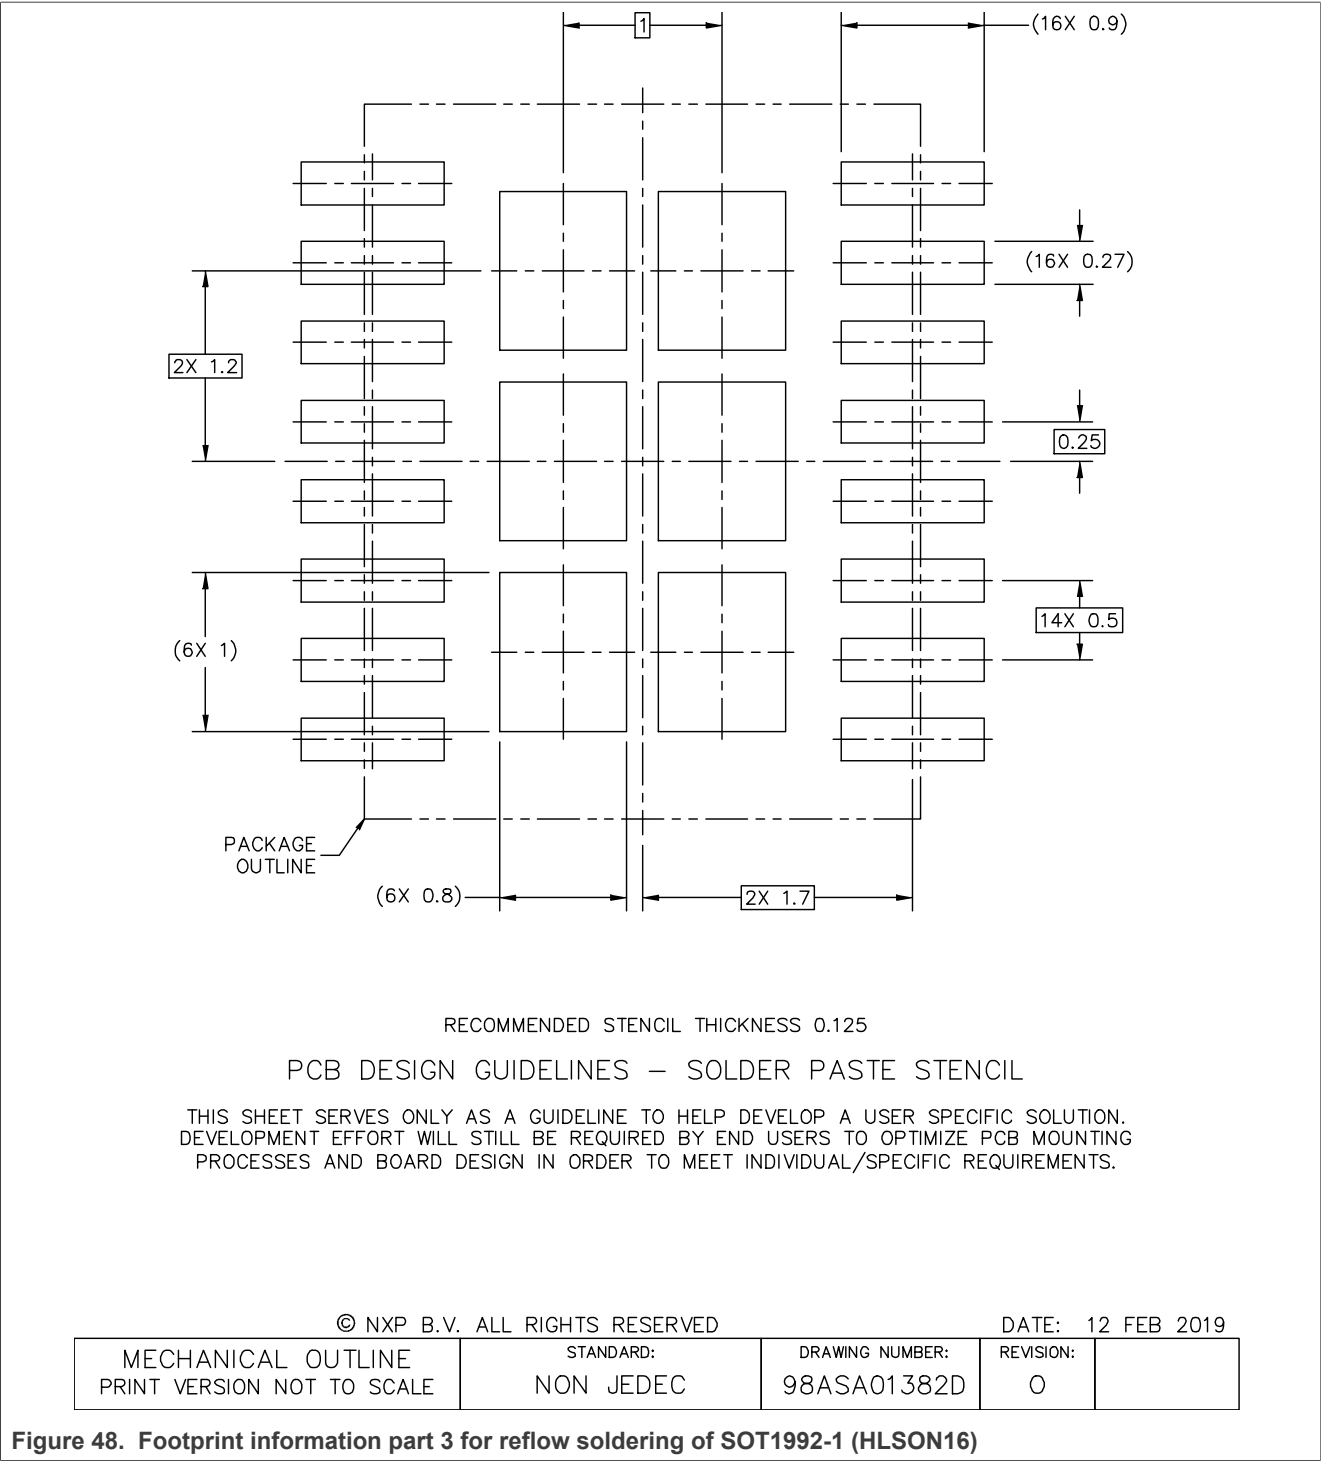 1
(16X 0.9)
(16X 0.27)
2X 1.2
0.25
14X 0.5
(6X 1)
PACKAGE
OUTLINE
(6X 0.8)
2X 1.7
RECOMMENDED STENCIL THICKNESS 0.125
PCB DESIGN GUIDELINES – SOLDER PASTE STENCIL
THIS SHEET SERVES ONLY AS A GUIDELINE TO HELP DEVELOP A USER SPECIFIC SOLUTION.
DEVELOPMENT EFFORT WILL STILL BE REQUIRED BY END USERS TO OPTIMIZE PCB MOUNTING
PROCESSES AND BOARD DESIGN IN ORDER TO MEET INDIVIDUAL/SPECIFIC REQUIREMENTS.
© NXP B.V. ALL RIGHTS RESERVED
DATE: 12 FEB 2019
MECHANICAL OUTLINE
PRINT VERSION NOT TO SCALE
STANDARD:
NON JEDEC
DRAWING NUMBER:
98ASA01382D
REVISION:
O
Figure 48. Footprint information part 3 for reflow soldering of SOT1992-1 (HLSON16)